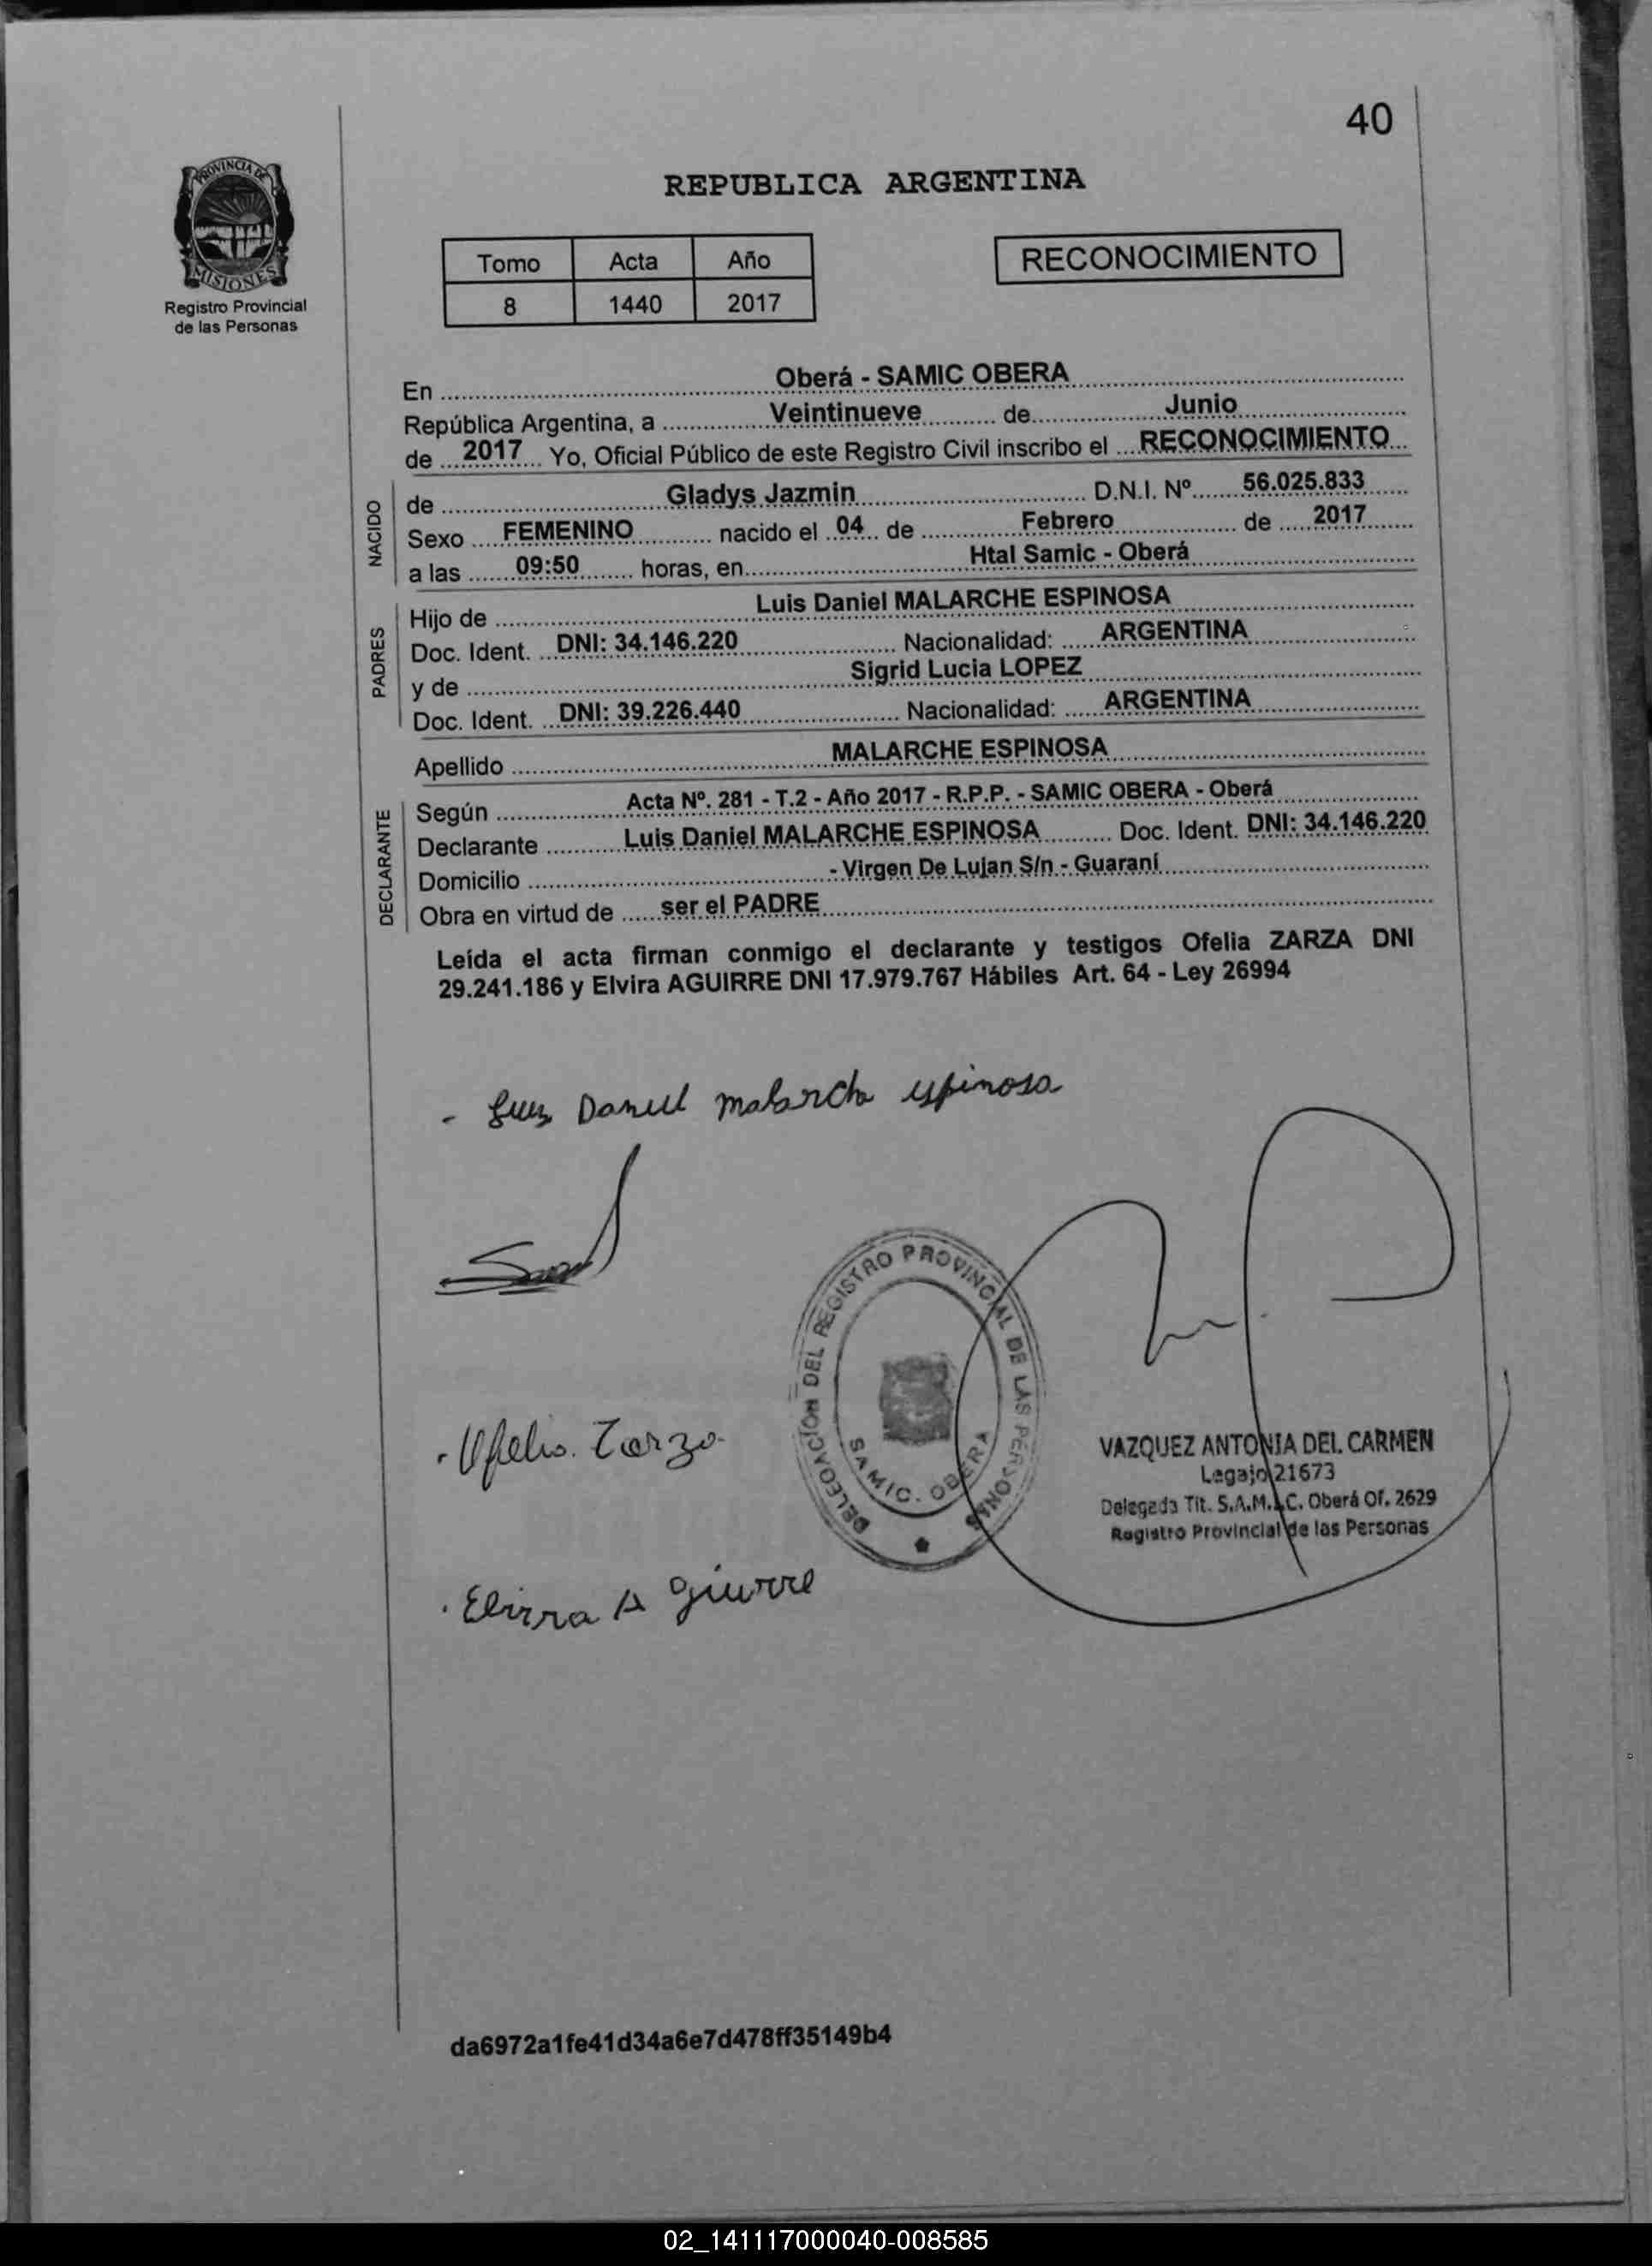 40
PROVINCIA DE
MISIONES
Registro Provincial
de las Personas
REPUBLICA ARGENTINA
Tomo Acta Año
8 1440 2017
RECONOCIMIENTO
En Oberá - SAMIC OBERA
República Argentina, a Veintinueve de Junio
de 2017 Yo, Oficial Público de este Registro Civil inscribo el RECONOCIMIENTO
NACIDO
de Gladys Jazmin D.N.I. Nº 56.025.833
Sexo FEMENINO nacido el 04 de Febrero de 2017
a las 09:50 horas, en Htal Samic - Oberá
PADRES
Hijo de Luis Daniel MALARCHE ESPINOSA
Doc. Ident. DNI: 34.146.220 Nacionalidad: ARGENTINA
y de Sigrid Lucia LOPEZ
Doc. Ident. DNI: 39.226.440 Nacionalidad: ARGENTINA
Apellido MALARCHE ESPINOSA
DECLARANTE
Según Acta Nº. 281 - T.2 - Año 2017 - R.P.P. - SAMIC OBERA - Oberá
Declarante Luis Daniel MALARCHE ESPINOSA Doc. Ident. DNI: 34.146.220
Domicilio - Virgen De Lujan S/n - Guaraní
Obra en virtud de ser el PADRE
Leída el acta firman conmigo el declarante y testigos Ofelia ZARZA DNI
29.241.186 y Elvira AGUIRRE DNI 17.979.767 Hábiles Art. 64 - Ley 26994
- Luis Daniel malarche espinosa
DELEGACION DEL REGISTRO PROVINCIAL DE LAS PERSONAS
SAMIC. OBERA
. Ofelia. Zarza
VAZQUEZ ANTONIA DEL CARMEN
Legajo 21673
Delegada Tit. S.A.M.I.C. Oberá Of. 2629
Registro Provincial de las Personas
. Elvira A giurre
da6972a1fe41d34a6e7d478ff35149b4
02_141117000040-008585